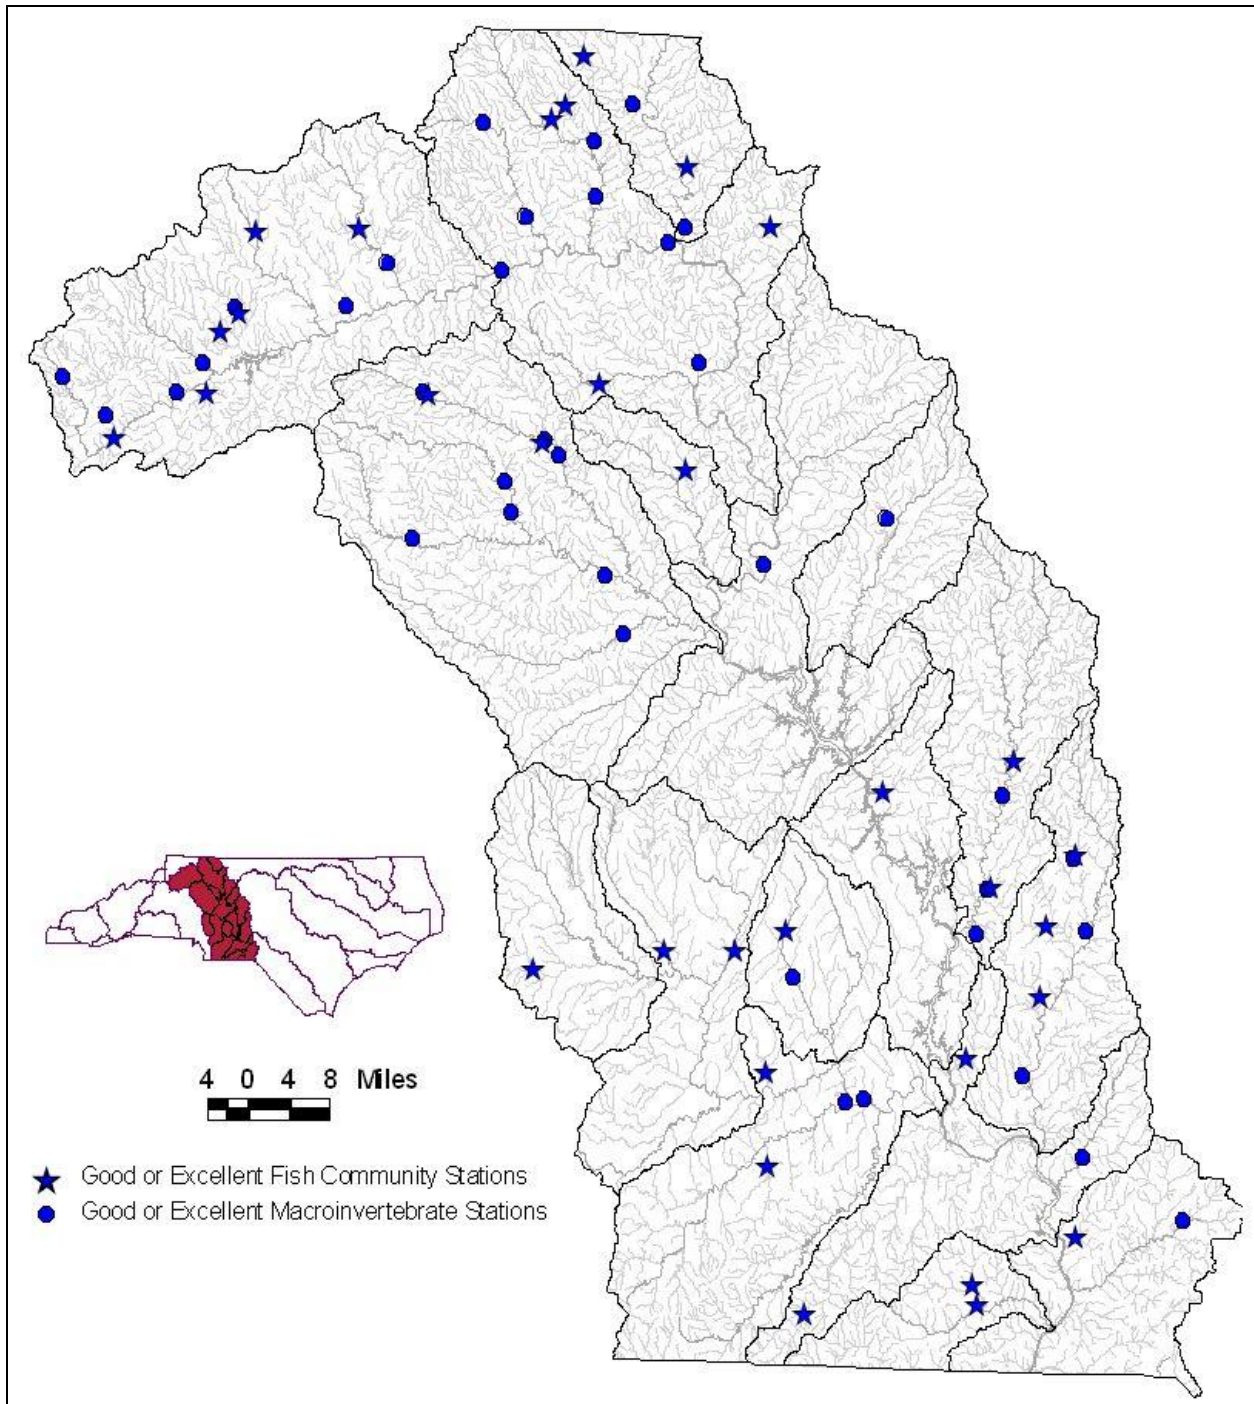 4 0 4 8 Miles
Good or Excellent Fish Community Stations
Good or Excellent Macroinvertebrate Stations